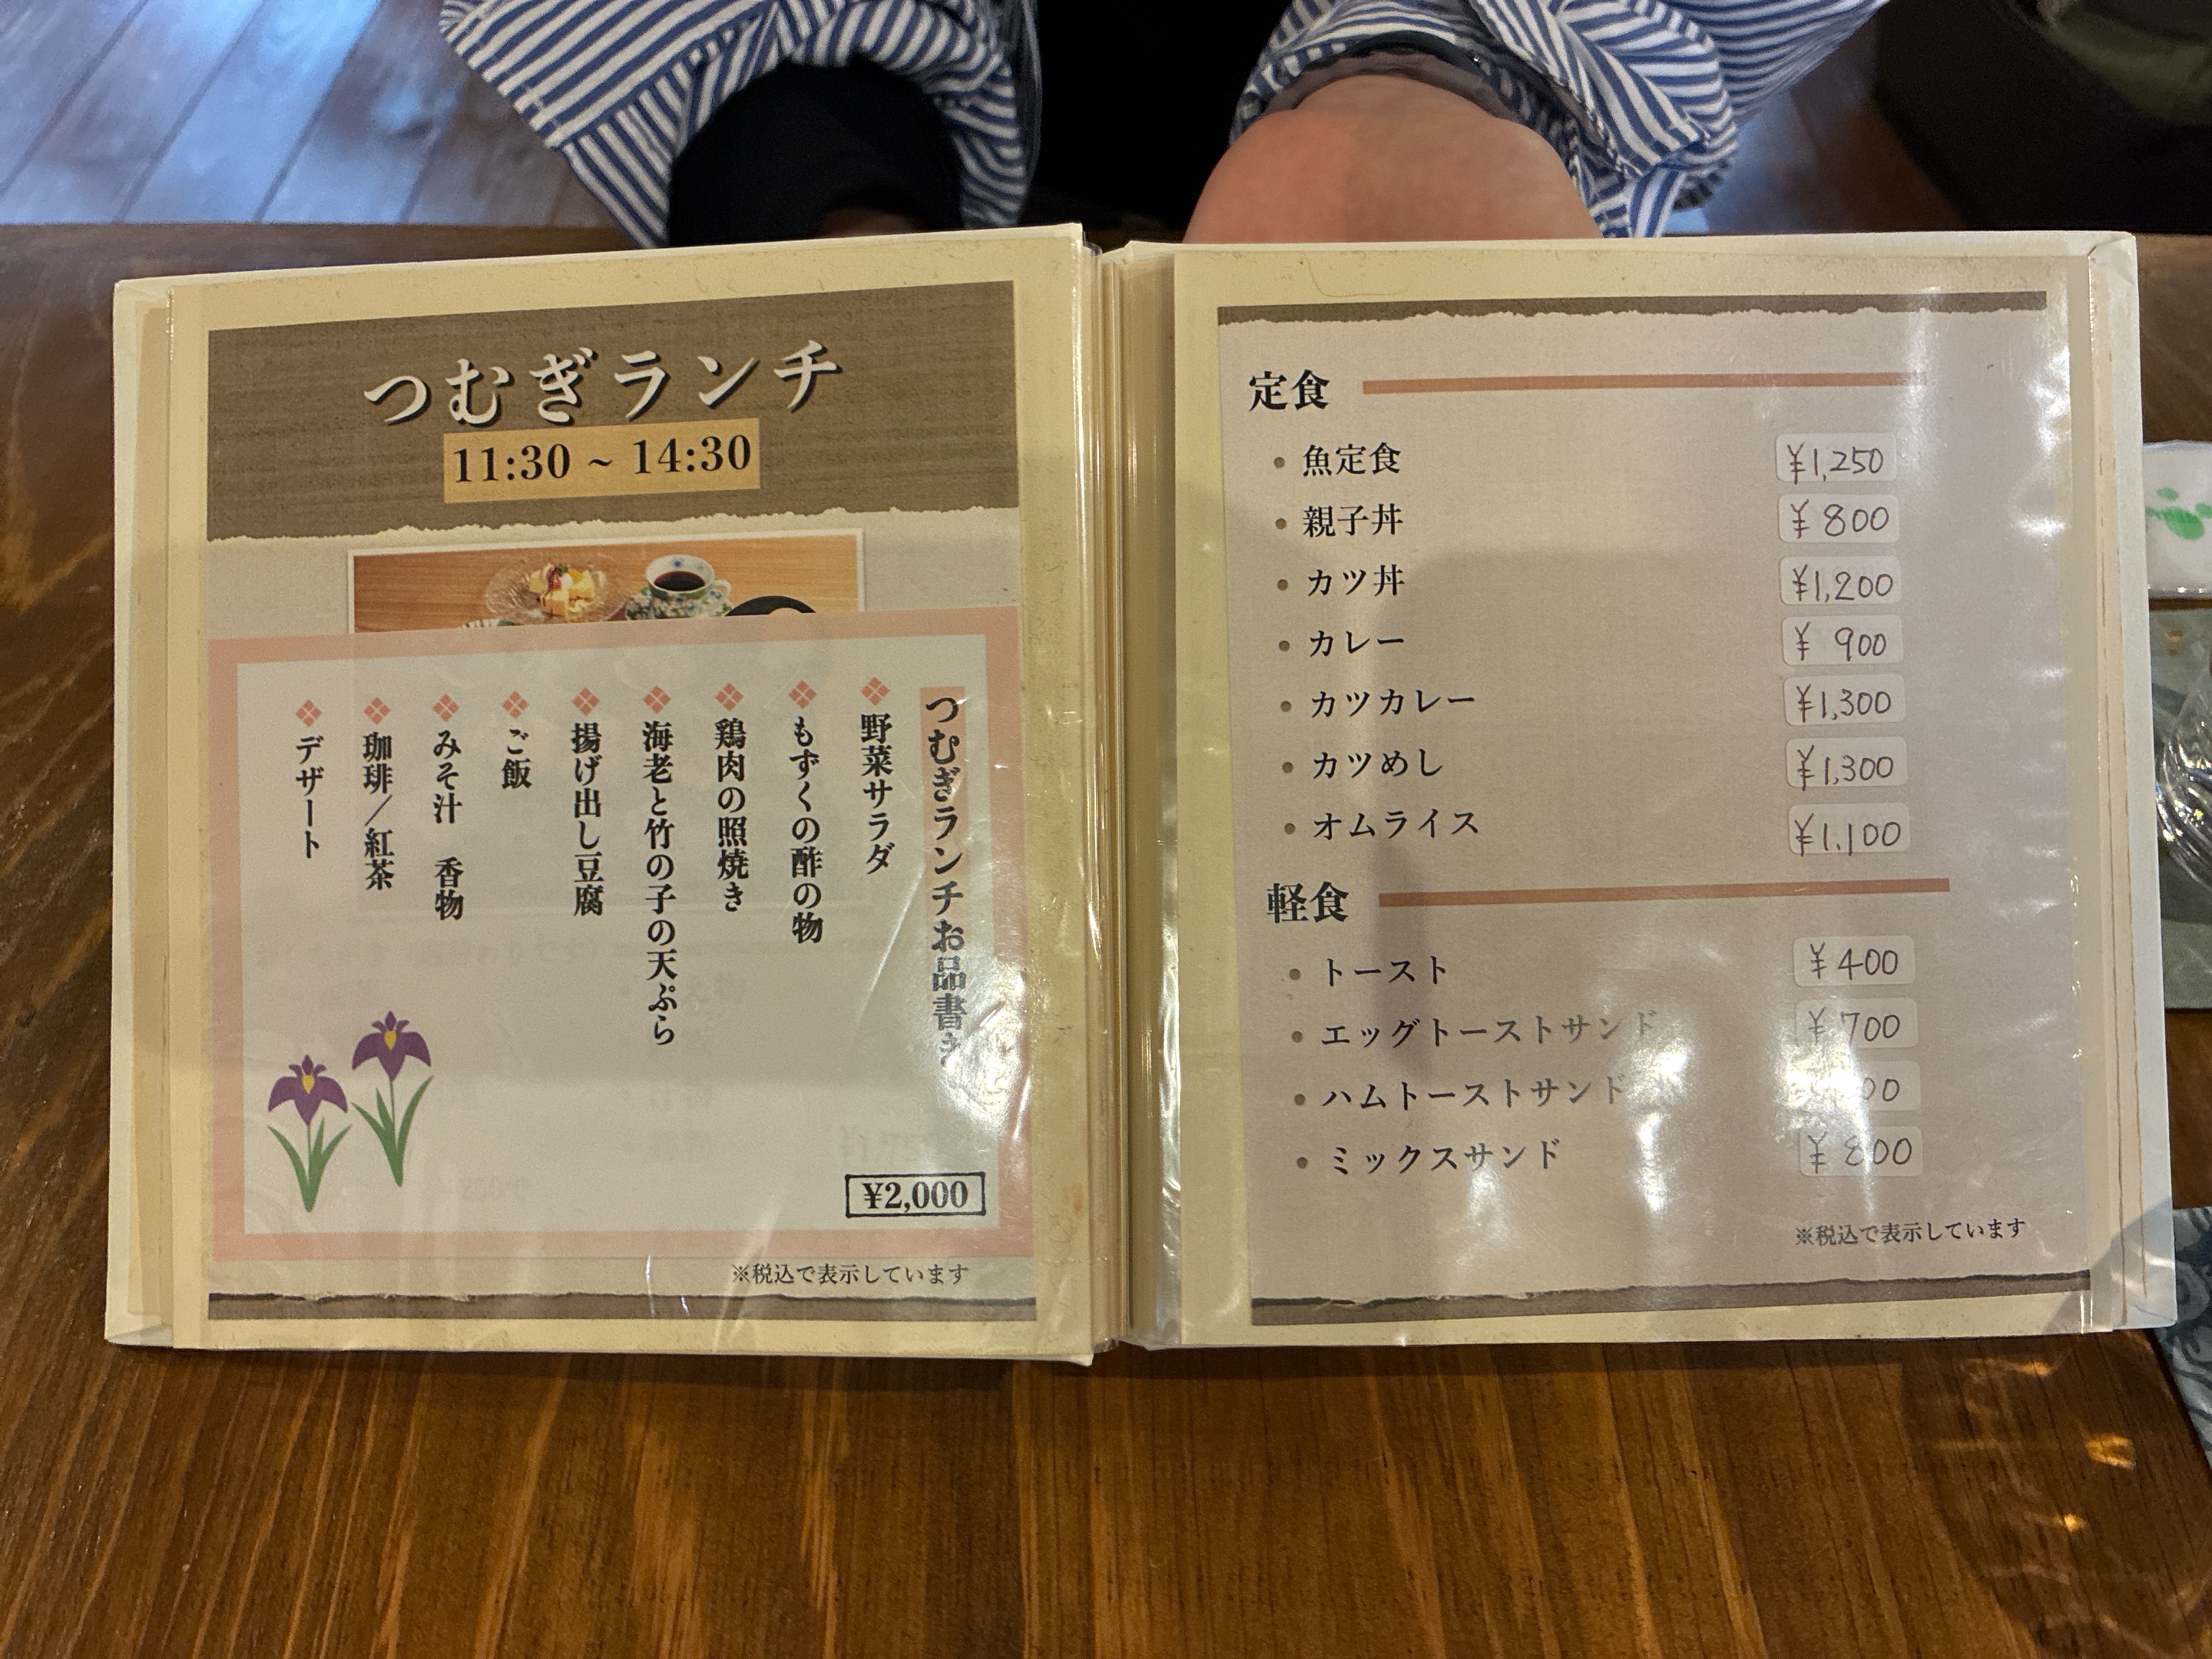 つむぎランチ
11:30 ~ 14:30
つむぎランチお品書き
野菜サラダ
もずくの酢の物
鶏肉の照焼き
海老と竹の子の天ぷら
揚げ出し豆腐
ご飯
みそ汁　香物
珈琲／紅茶
デザート
¥2,000
※税込で表示しています
定食
・魚定食 ¥1,250
・親子丼 ¥800
・カツ丼 ¥1,200
・カレー ¥900
・カツカレー ¥1,300
・カツめし ¥1,300
・オムライス ¥1,100
軽食
・トースト ¥400
・エッグトーストサンド ¥700
・ハムトーストサンド
・ミックスサンド ¥800
※税込で表示しています